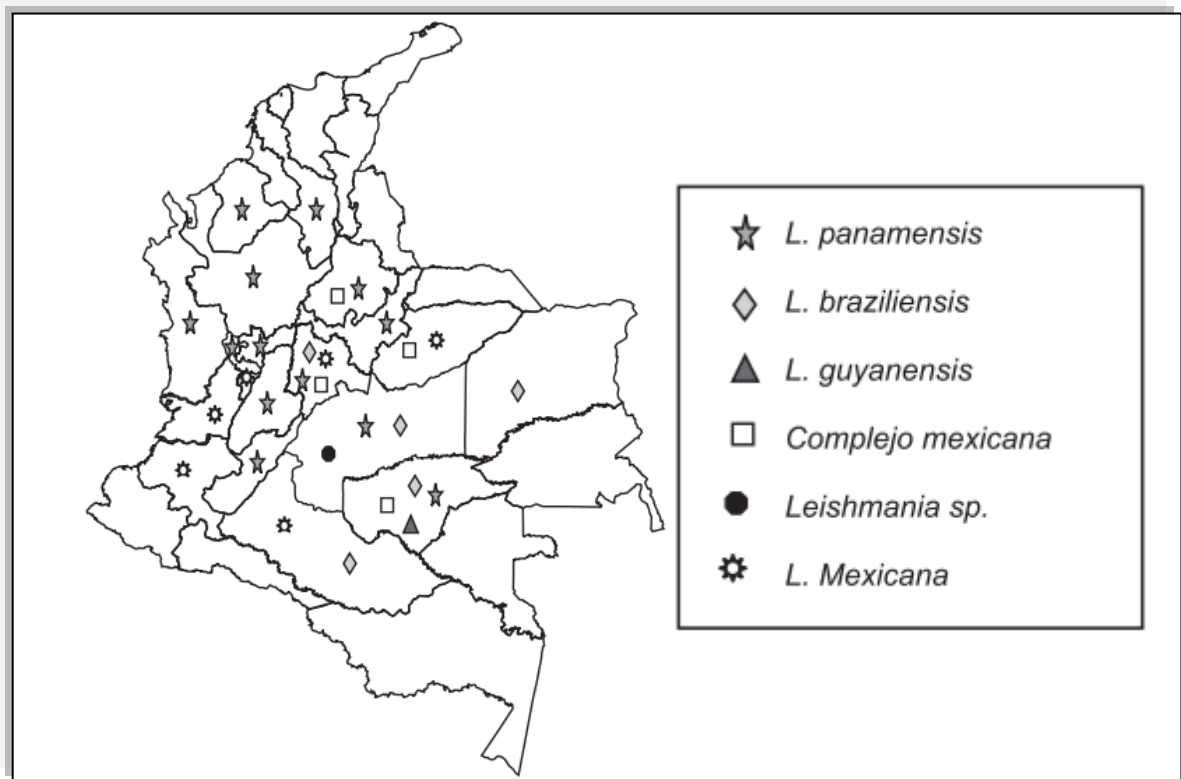 L. panamensis
L. braziliensis
L. guyanensis
Complejo mexicana
Leishmania sp.
L. Mexicana